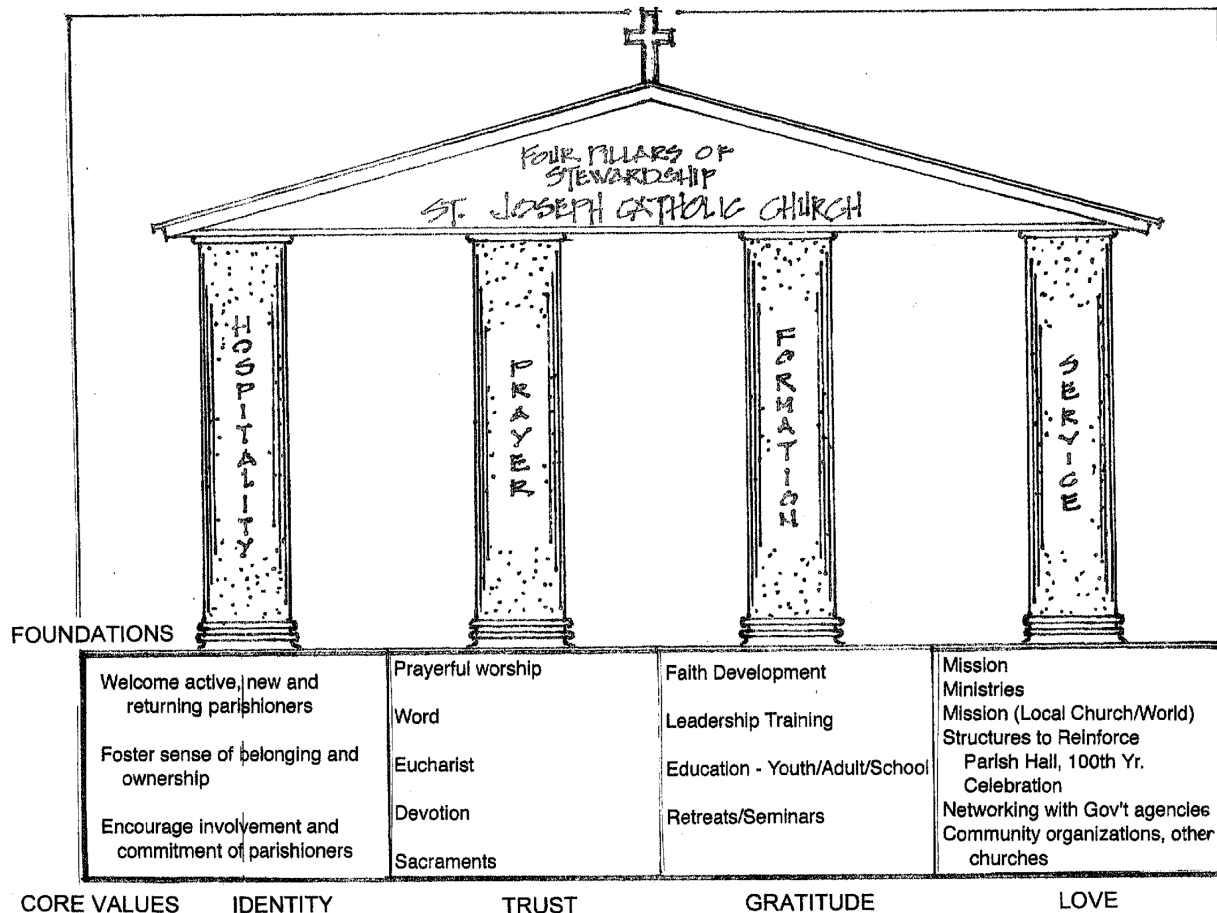 FOUR PILLARS OF
STEWARDSHIP
ST. JOSEPH CATHOLIC CHURCH
HOSPITALITY
PRAYER
FORMATION
SERVICE
FOUNDATIONS
Welcome active, new and
returning parishioners
Foster sense of belonging and
ownership
Encourage involvement and
commitment of parishioners
Prayerful worship
Word
Eucharist
Devotion
Sacraments
Faith Development
Leadership Training
Education - Youth/Adult/School
Retreats/Seminars
Mission
Ministries
Mission (Local Church/World)
Structures to Reinforce
Parish Hall, 100th Yr.
Celebration
Networking with Gov't agencies
Community organizations, other
churches
CORE VALUES IDENTITY TRUST GRATITUDE LOVE